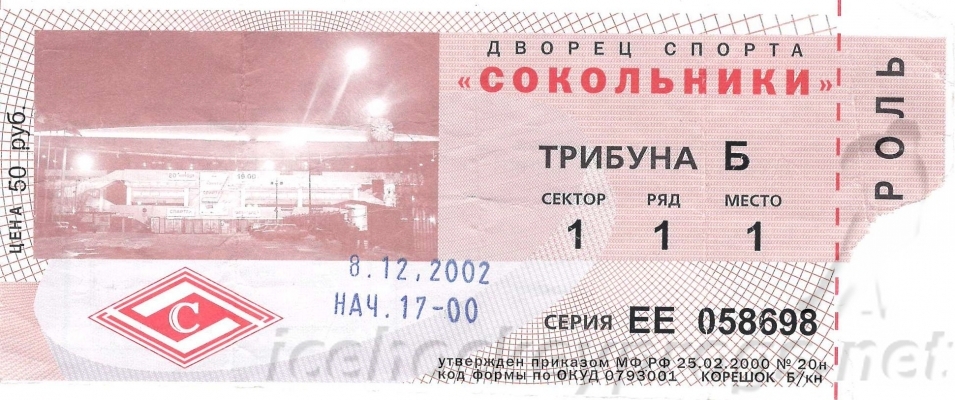 ДВОРЕЦ СПОРТА
«СОКОЛЬНИКИ»
ЦЕНА 50 руб.
ТРИБУНА Б
СЕКТОР РЯД МЕСТО
1 1 1
8.12.2002
НАЧ. 17-00
С
СЕРИЯ ЕЕ 058698
утвержден приказом МФ РФ 25.02.2000 № 20н
код формы по ОКУД 0793001 КОРЕШОК Б/кн
РОЛЬ